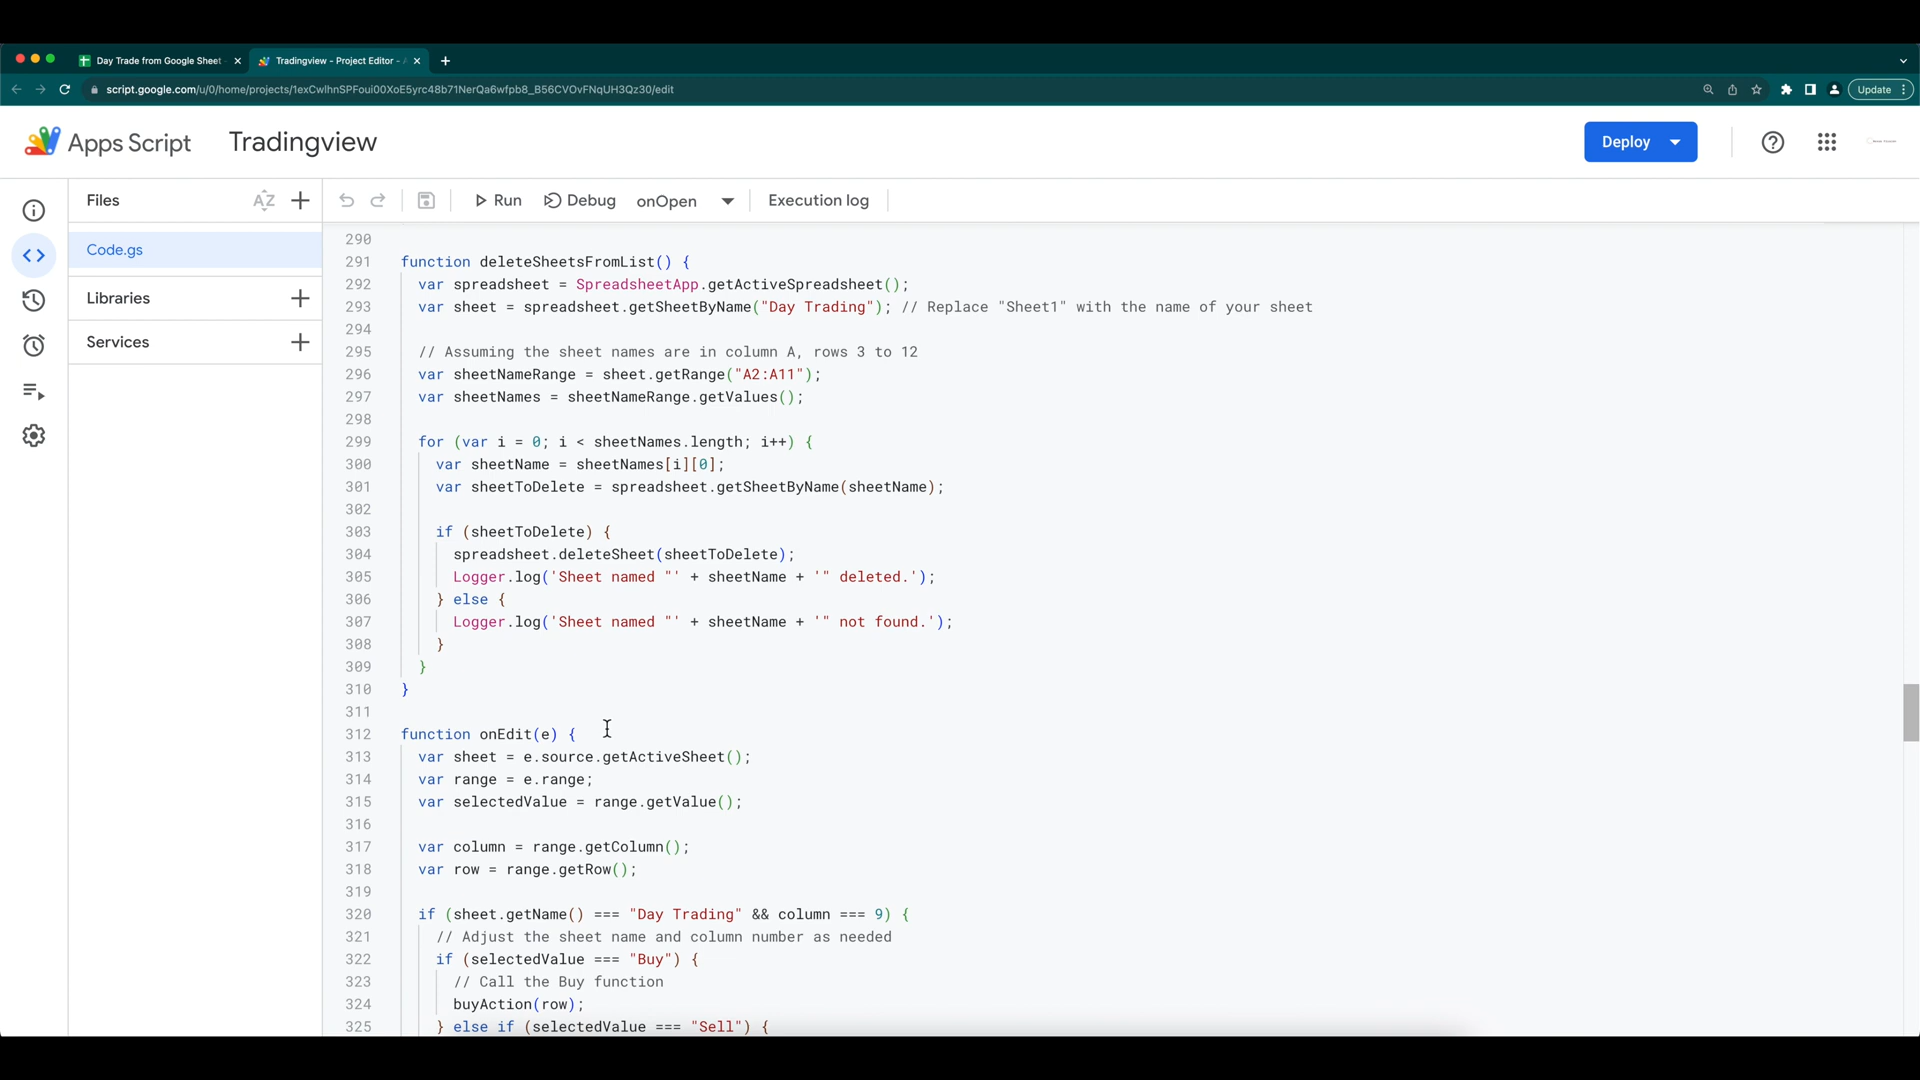 Day Trade from Google Sheet
Tradingview - Project Editor -
script.google.com/u/0/home/projects/1exCwIhnSPFoui00XoE5yrc48b71NerQa6wfpb8_B56CVOvFNqUH3Qz30/edit
Update
Apps Script
Tradingview
Deploy
Files
AZ
Run
Debug
onOpen
Execution log
Code.gs
Libraries
Services
290
291 function deleteSheetsFromList() {
292 var spreadsheet = SpreadsheetApp.getActiveSpreadsheet();
293 var sheet = spreadsheet.getSheetByName("Day Trading"); // Replace "Sheet1" with the name of your sheet
294
295 // Assuming the sheet names are in column A, rows 3 to 12
296 var sheetNameRange = sheet.getRange("A2:A11");
297 var sheetNames = sheetNameRange.getValues();
298
299 for (var i = 0; i < sheetNames.length; i++) {
300 var sheetName = sheetNames[i][0];
301 var sheetToDelete = spreadsheet.getSheetByName(sheetName);
302
303 if (sheetToDelete) {
304 spreadsheet.deleteSheet(sheetToDelete);
305 Logger.log('Sheet named "' + sheetName + '" deleted.');
306 } else {
307 Logger.log('Sheet named "' + sheetName + '" not found.');
308 }
309 }
310 }
311
312 function onEdit(e) {
313 var sheet = e.source.getActiveSheet();
314 var range = e.range;
315 var selectedValue = range.getValue();
316
317 var column = range.getColumn();
318 var row = range.getRow();
319
320 if (sheet.getName() === "Day Trading" && column === 9) {
321 // Adjust the sheet name and column number as needed
322 if (selectedValue === "Buy") {
323 // Call the Buy function
324 buyAction(row);
325 } else if (selectedValue === "Sell") {